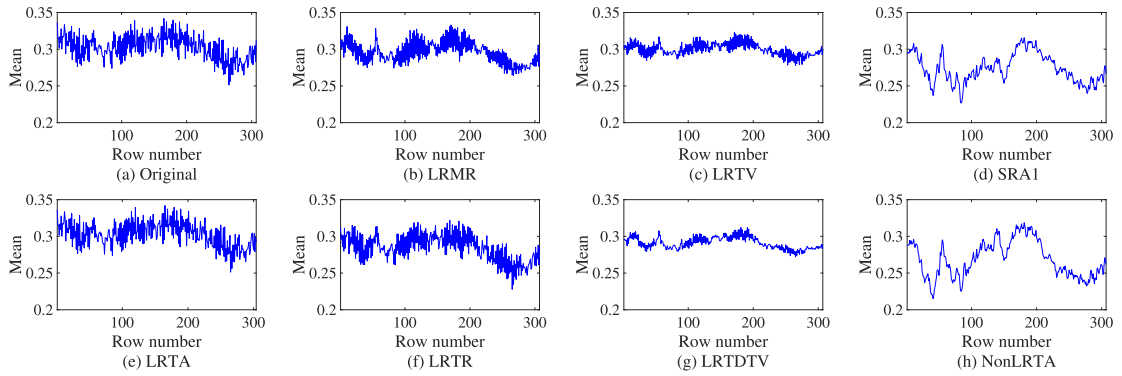 0.35
0.3
0.25
0.2
Mean
100
200
300
Row number
(a) Original
0.35
0.3
0.25
0.2
Mean
100
200
300
Row number
(b) LRMR
0.35
0.3
0.25
0.2
Mean
100
200
300
Row number
(c) LRTV
0.35
0.3
0.25
0.2
Mean
100
200
300
Row number
(d) SRA1
0.35
0.3
0.25
0.2
Mean
100
200
300
Row number
(e) LRTA
0.35
0.3
0.25
0.2
Mean
100
200
300
Row number
(f) LRTR
0.35
0.3
0.25
0.2
Mean
100
200
300
Row number
(g) LRTDTV
0.35
0.3
0.25
0.2
Mean
100
200
300
Row number
(h) NonLRTA